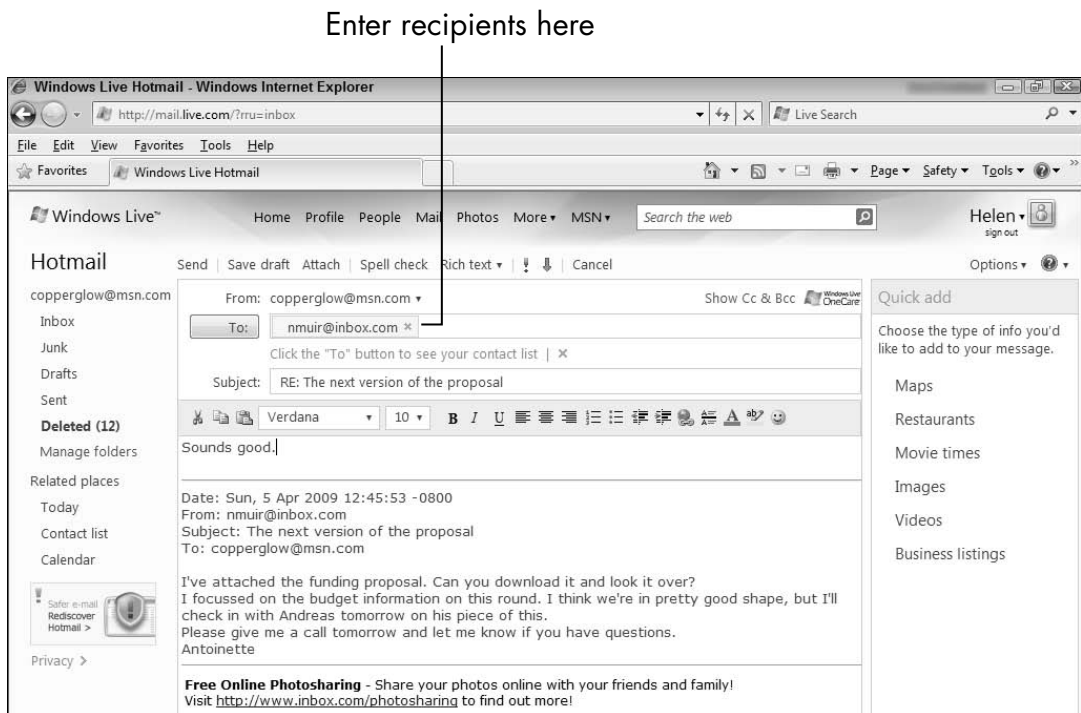 Enter recipients here
Windows Live Hotmail - Windows Internet Explorer
http://mail.live.com/?rru=inbox
Live Search
File Edit View Favorites Tools Help
Favorites Windows Live Hotmail Page Safety Tools
Windows Live™ Home Profile People Mail Photos More MSN Search the web Helen
sign out
Hotmail Send | Save draft Attach | Spell check Rich text | Cancel Options
copperglow@msn.com
Inbox
Junk
Drafts
Sent
Deleted (12)
Manage folders
Related places
Today
Contact list
Calendar
Safer e-mail
Rediscover
Hotmail >
Privacy >
From: copperglow@msn.com Show Cc & Bcc Windows Live OneCare
To: nmuir@inbox.com ×
Click the "To" button to see your contact list | ×
Subject: RE: The next version of the proposal
Verdana 10 B I U
Sounds good.
Date: Sun, 5 Apr 2009 12:45:53 -0800
From: nmuir@inbox.com
Subject: The next version of the proposal
To: copperglow@msn.com
I've attached the funding proposal. Can you download it and look it over?
I focussed on the budget information on this round. I think we're in pretty good shape, but I'll
check in with Andreas tomorrow on his piece of this.
Please give me a call tomorrow and let me know if you have questions.
Antoinette
Free Online Photosharing - Share your photos online with your friends and family!
Visit http://www.inbox.com/photosharing to find out more!
Quick add
Choose the type of info you'd
like to add to your message.
Maps
Restaurants
Movie times
Images
Videos
Business listings